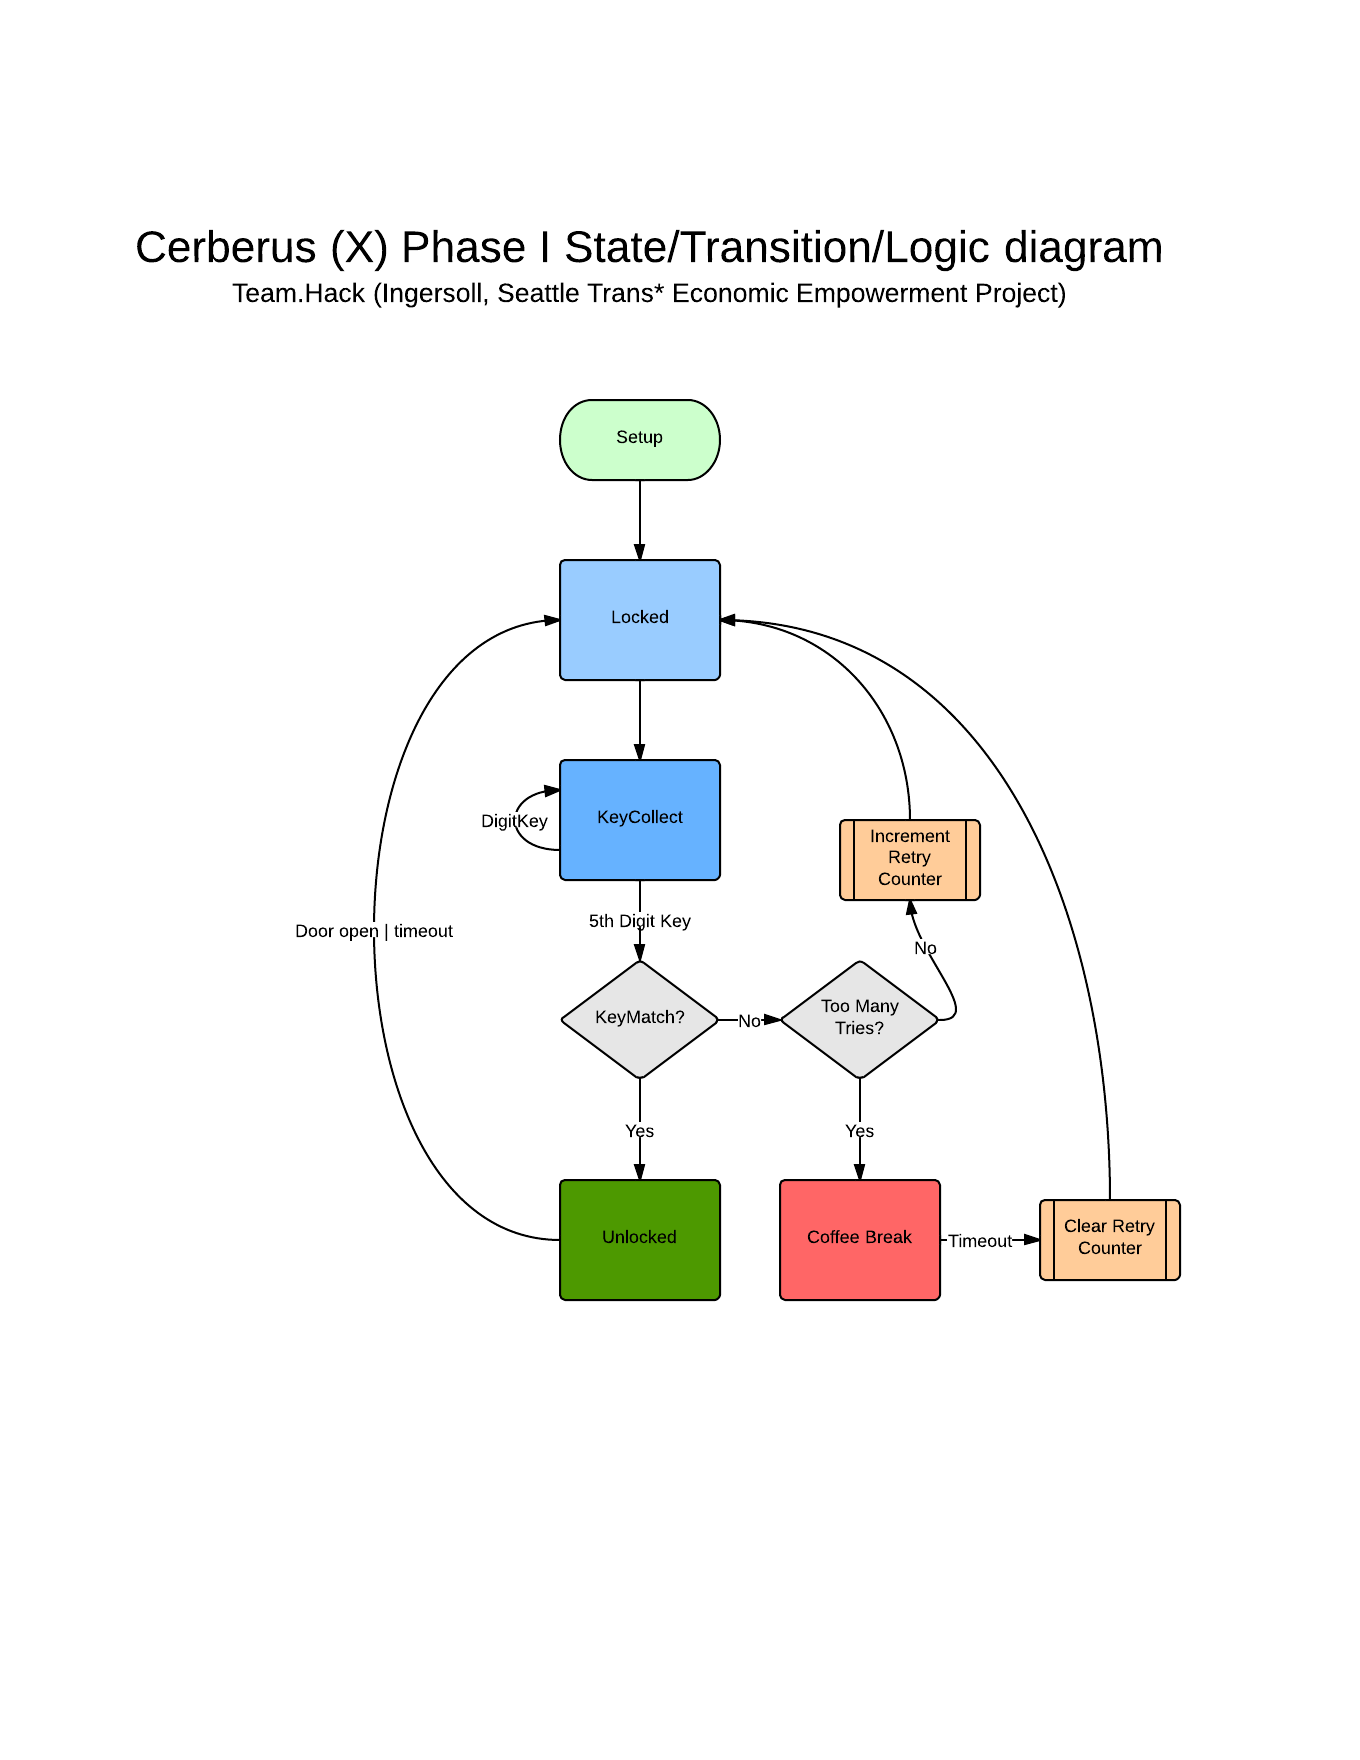 Cerberus (X) Phase I State/Transition/Logic diagram
Team.Hack (Ingersoll, Seattle Trans* Economic Empowerment Project)
Setup
Locked
DigitKey
KeyCollect
Increment
Retry
Counter
Door open | timeout
5th Digit Key
No
KeyMatch?
No
Too Many
Tries?
Yes
Yes
Unlocked
Coffee Break
Timeout
Clear Retry
Counter